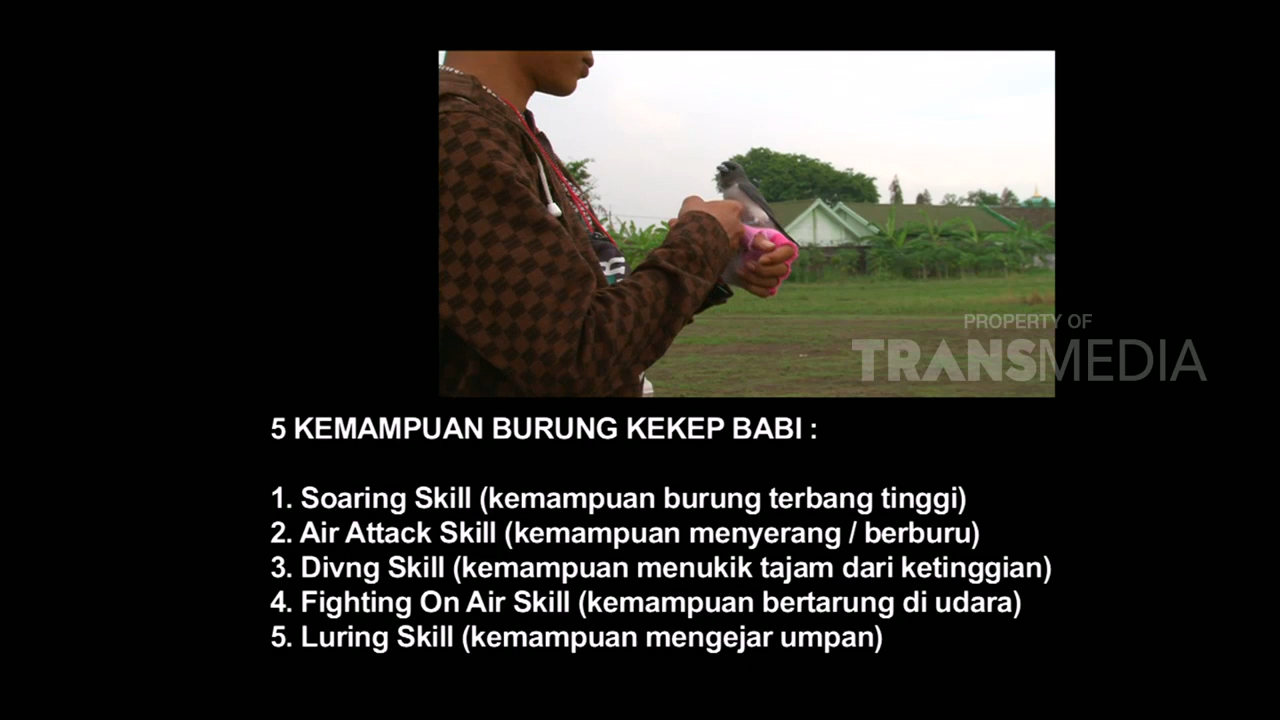 PROPERTY OF
TRANSMEDIA
5 KEMAMPUAN BURUNG KEKEP BABI :
1. Soaring Skill (kemampuan burung terbang tinggi)
2. Air Attack Skill (kemampuan menyerang / berburu)
3. Divng Skill (kemampuan menukik tajam dari ketinggian)
4. Fighting On Air Skill (kemampuan bertarung di udara)
5. Luring Skill (kemampuan mengejar umpan)